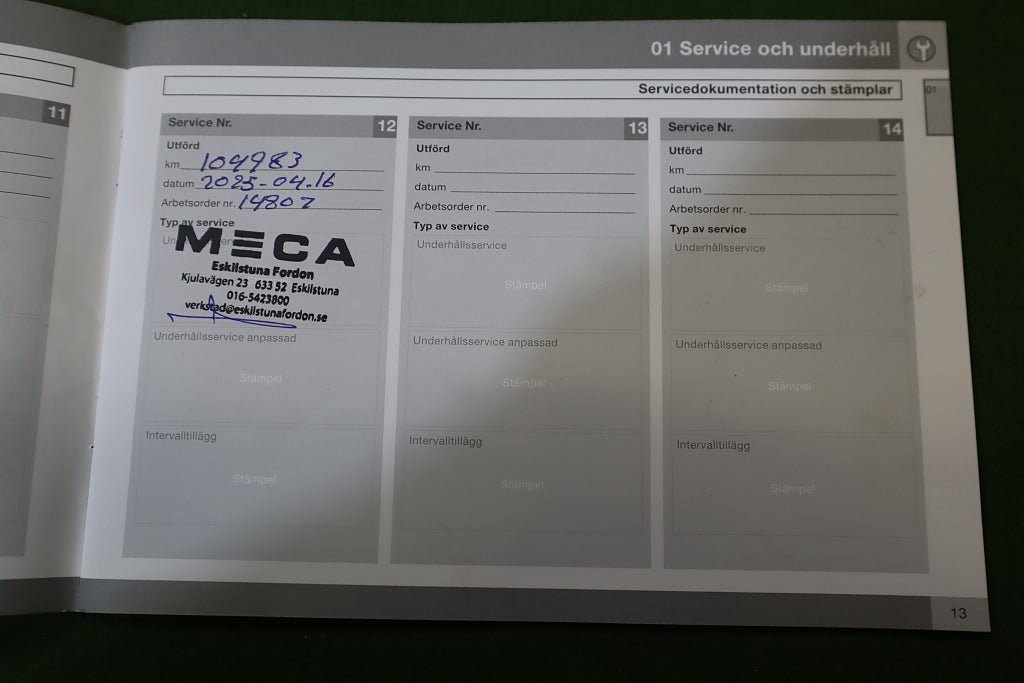 01 Service och underhåll
Servicedokumentation och stämplar
01
11
Service Nr. 12
Utförd
km 104983
datum 2025-04.16
Arbetsorder nr. 14807
Typ av service
MECA
Eskilstuna Fordon
Kjulavägen 23 633 52 Eskilstuna
016-5423800
verkstad@eskilstunafordon.se
Underhållsservice anpassad
Stämpel
Intervalltillägg
Stämpel
Service Nr. 13
Utförd
km
datum
Arbetsorder nr.
Typ av service
Underhållsservice
Stämpel
Underhållsservice anpassad
Stämpel
Intervalltillägg
Stämpel
Service Nr. 14
Utförd
km
datum
Arbetsorder nr.
Typ av service
Underhållsservice
Stämpel
Underhållsservice anpassad
Stämpel
Intervalltillägg
Stämpel
13